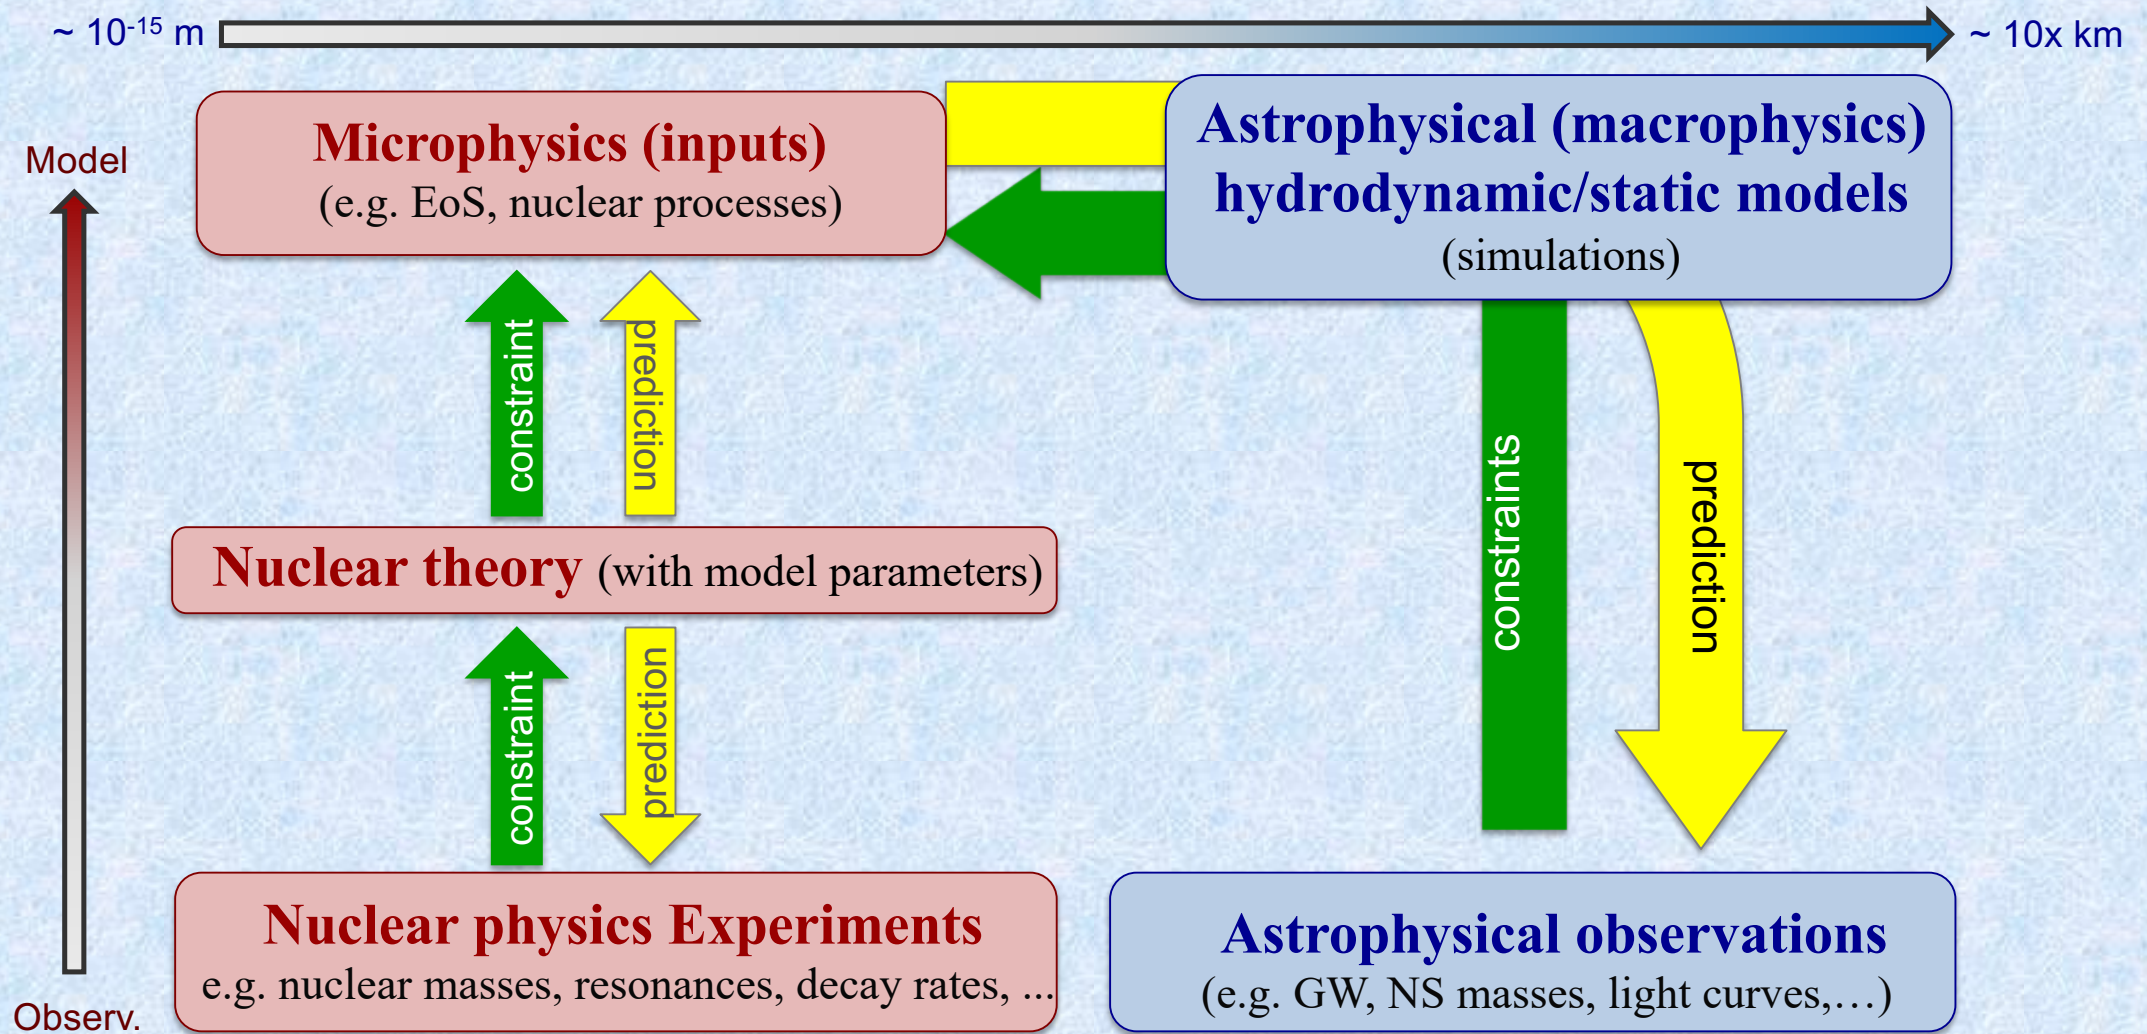 ~ 10⁻¹⁵ m
~ 10x km
Model
Microphysics (inputs)
(e.g. EoS, nuclear processes)
Astrophysical (macrophysics)
hydrodynamic/static models
(simulations)
constraint
prediction
Nuclear theory (with model parameters)
constraint
prediction
constraints
prediction
Nuclear physics Experiments
e.g. nuclear masses, resonances, decay rates, ...
Astrophysical observations
(e.g. GW, NS masses, light curves,…)
Observ.